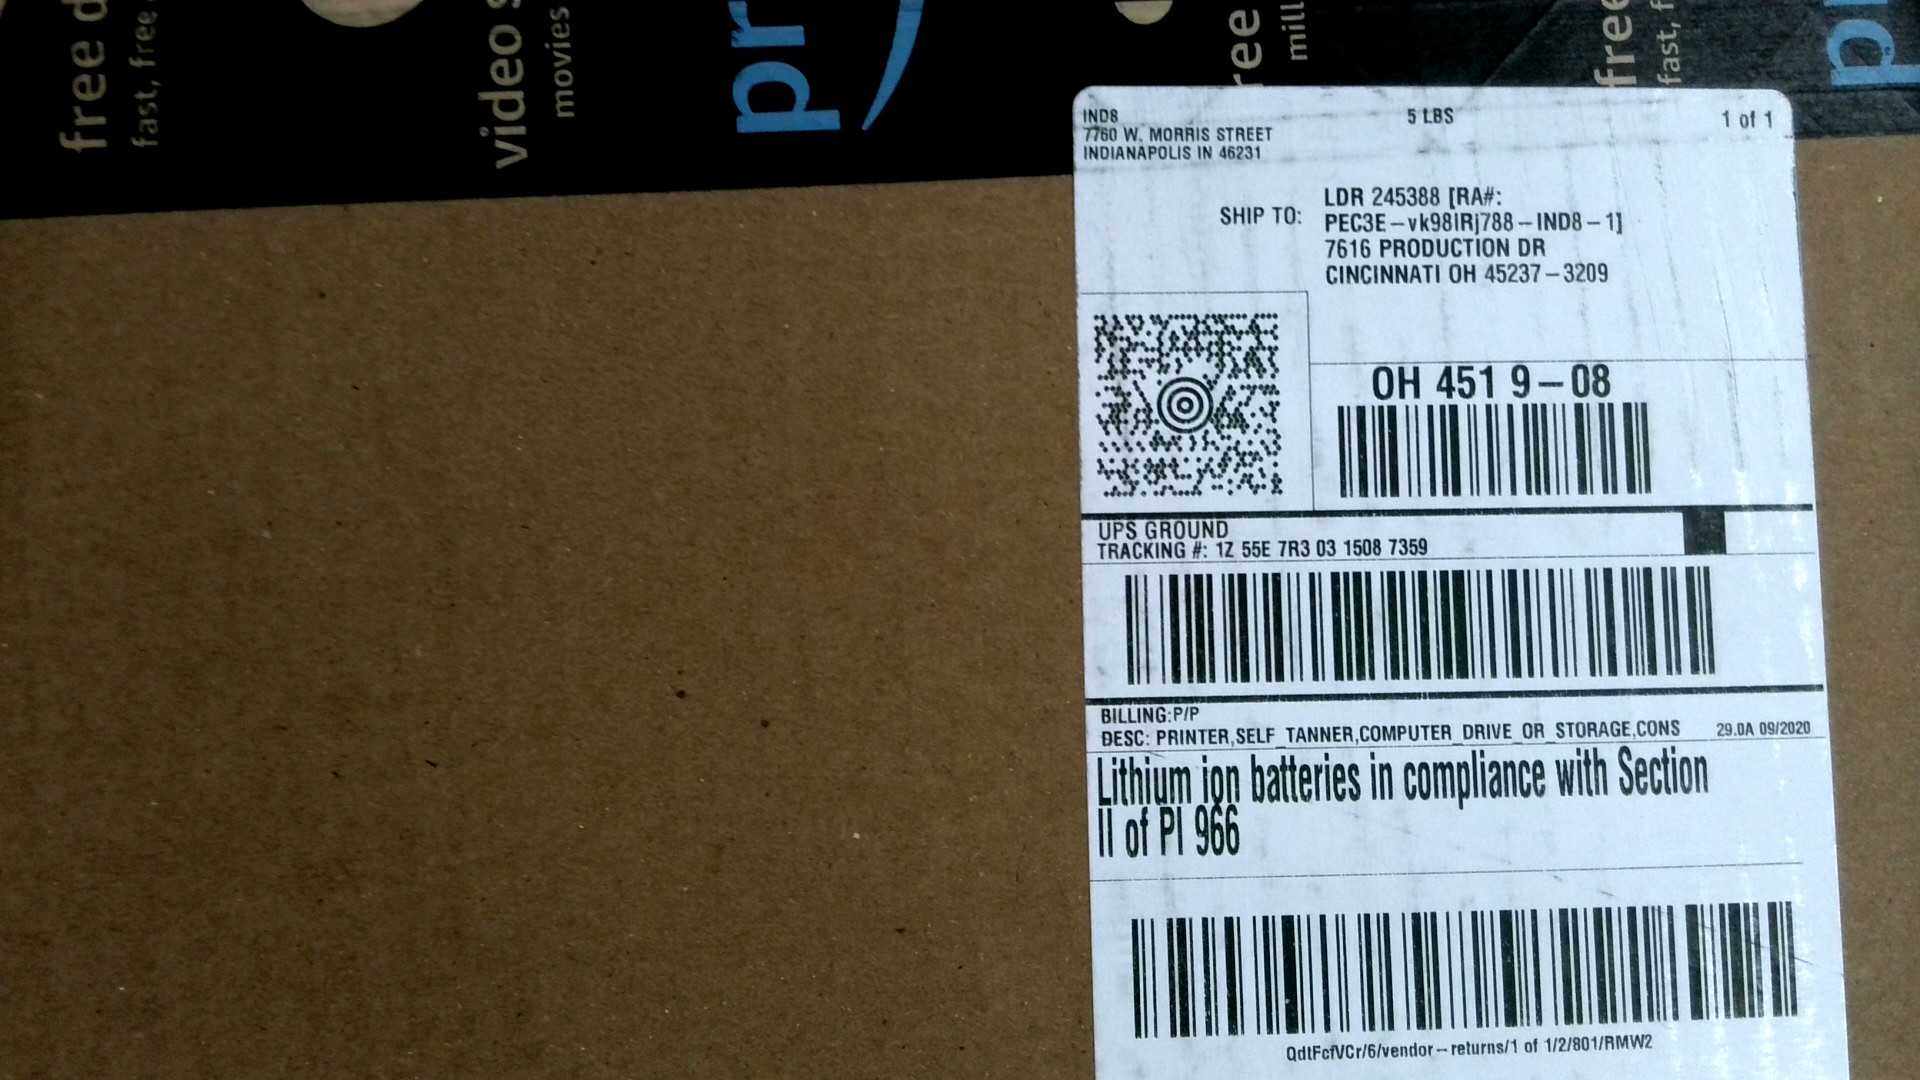 free d
fast, free
video s
movies
pr
ree
mill
free
fast, f
pr
IND8
7760 W. MORRIS STREET
INDIANAPOLIS IN 46231
5 LBS
1 of 1
SHIP TO:
LDR 245388 [RA#:
PEC3E-vk98IRj788-IND8-1]
7616 PRODUCTION DR
CINCINNATI OH 45237-3209
OH 451 9-08
UPS GROUND
TRACKING #: 1Z 55E 7R3 03 1508 7359
BILLING:P/P
DESC: PRINTER,SELF_TANNER,COMPUTER_DRIVE_OR_STORAGE,CONS
29.0A 09/2020
Lithium ion batteries in compliance with Section
II of PI 966
QdtFcfVCr/6/vendor-returns/1 of 1/2/801/RMW2